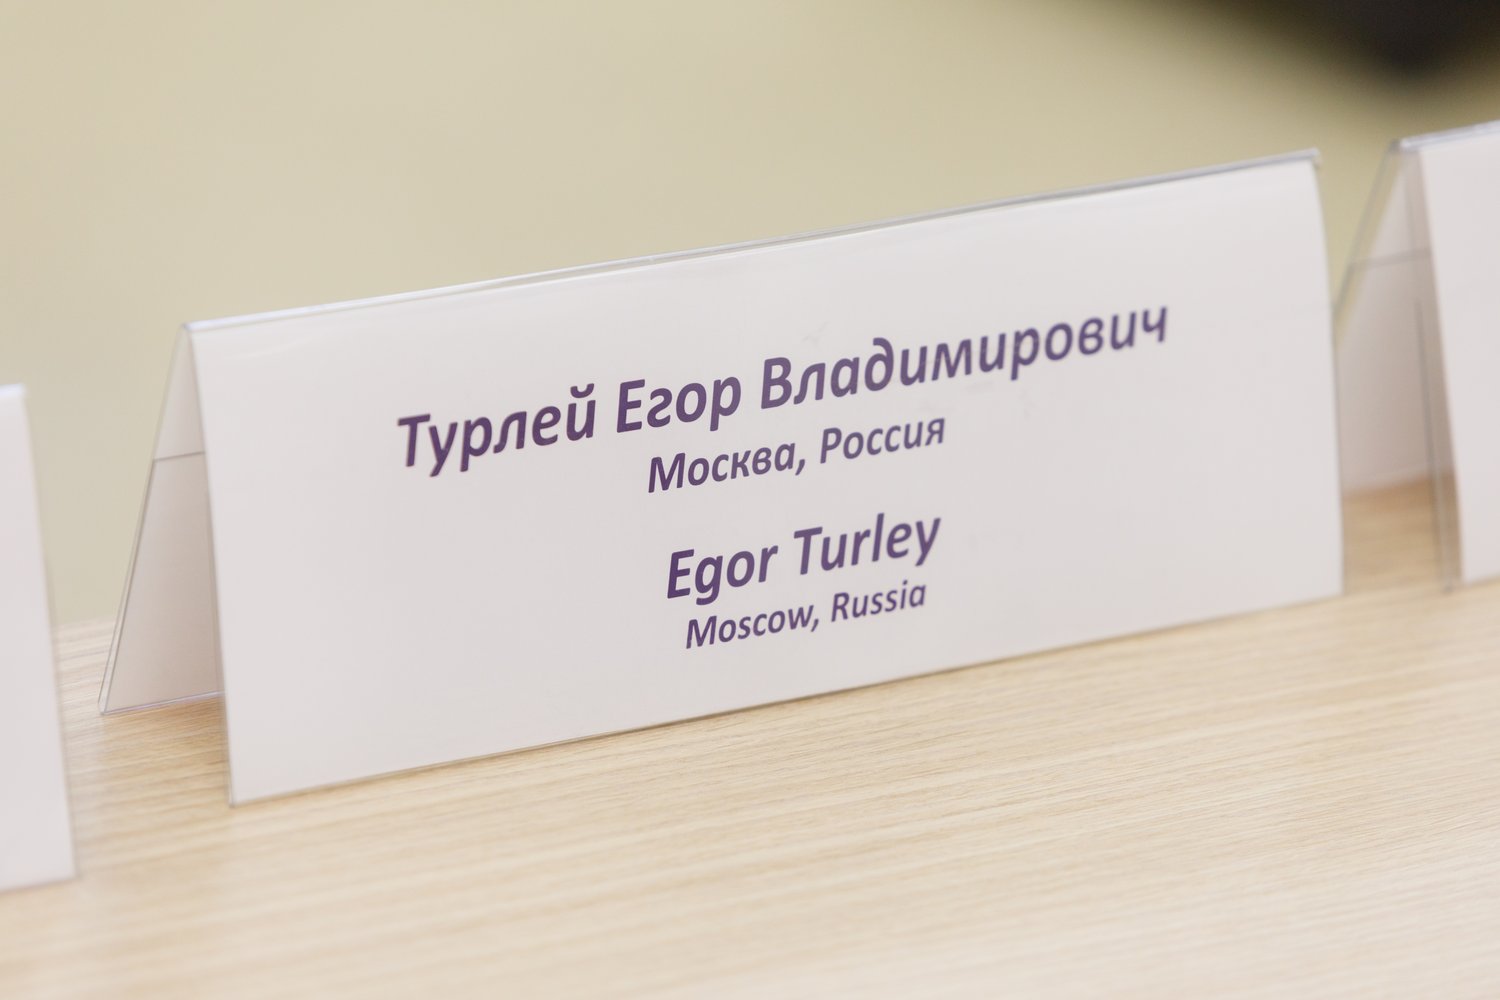 Турлей Егор Владимирович
Москва, Россия
Egor Turley
Moscow, Russia